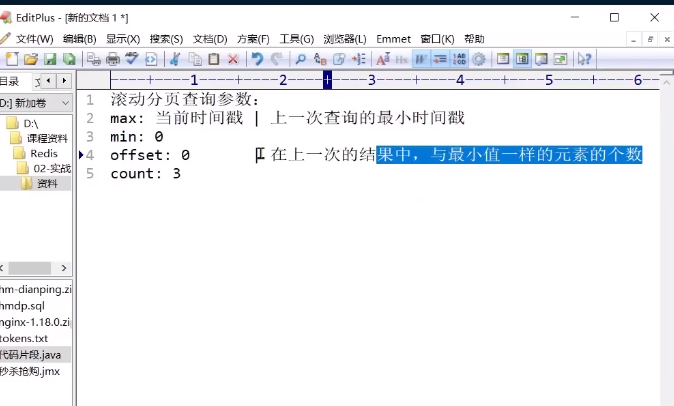 EditPlus - [新的文档 1 *]
文件(W) 编辑(B) 显示(X) 搜索(S) 文档(D) 方案(F) 工具(G) 浏览器(L) Emmet 窗口(K) 帮助
目录
D:] 新加卷
D:\
课程资料
Redis
02-实战
资料
hm-dianping.zi
hmdp.sql
nginx-1.18.0.zip
tokens.txt
代码片段.java
秒杀抢购.jmx
----+----1----+----2----+----3----+----4----+----5----+----6--
1 滚动分页查询参数:
2 max: 当前时间戳 | 上一次查询的最小时间戳
3 min: 0
4 offset: 0 | 在上一次的结果中，与最小值一样的元素的个数
5 count: 3